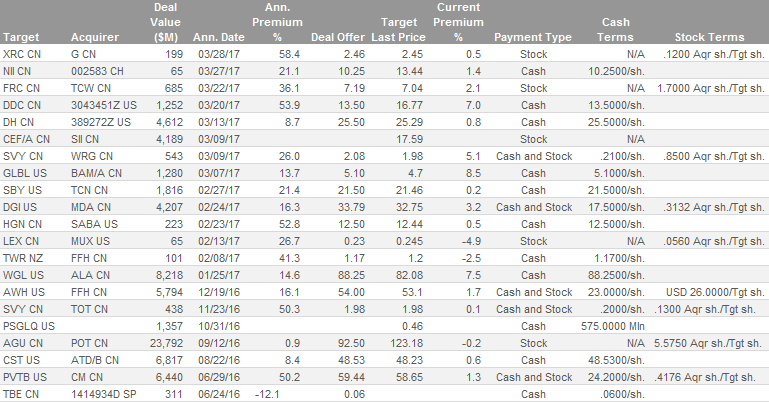 Target Acquirer Deal Value ($M) Ann. Date Ann. Premium % Deal Offer Target Last Price Current Premium % Payment Type Cash Terms Stock Terms
XRC CN G CN 199 03/28/17 58.4 2.46 2.45 0.5 Stock N/A .1200 Aqr sh./Tgt sh.
NII CN 002583 CH 65 03/27/17 21.1 10.25 13.44 1.4 Cash 10.2500/sh.
FRC CN TCW CN 685 03/22/17 36.1 7.19 7.04 2.1 Stock N/A 1.7000 Aqr sh./Tgt sh.
DDC CN 3043451Z US 1,252 03/20/17 53.9 13.50 16.77 7.0 Cash 13.5000/sh.
DH CN 389272Z US 4,612 03/13/17 8.7 25.50 25.29 0.8 Cash 25.5000/sh.
CEF/A CN SII CN 4,189 03/09/17 17.59 Stock N/A
SVY CN WRG CN 543 03/09/17 26.0 2.08 1.98 5.1 Cash and Stock .2100/sh. .8500 Aqr sh./Tgt sh.
GLBL US BAM/A CN 1,280 03/07/17 13.7 5.10 4.7 8.5 Cash 5.1000/sh.
SBY US TCN CN 1,816 02/27/17 21.4 21.50 21.46 0.2 Cash 21.5000/sh.
DGI US MDA CN 4,207 02/24/17 16.3 33.79 32.75 3.2 Cash and Stock 17.5000/sh. .3132 Aqr sh./Tgt sh.
HGN CN SABA US 223 02/23/17 52.8 12.50 12.44 0.5 Cash 12.5000/sh.
LEX CN MUX US 65 02/13/17 26.7 0.23 0.245 -4.9 Stock N/A .0560 Aqr sh./Tgt sh.
TWR NZ FFH CN 101 02/08/17 41.3 1.17 1.2 -2.5 Cash 1.1700/sh.
WGL US ALA CN 8,218 01/25/17 14.6 88.25 82.08 7.5 Cash 88.2500/sh.
AWH US FFH CN 5,794 12/19/16 16.1 54.00 53.1 1.7 Cash and Stock 23.0000/sh. USD 26.0000/Tgt sh.
SVY CN TOT CN 438 11/23/16 50.3 1.98 1.98 0.1 Cash and Stock .2000/sh. .1300 Aqr sh./Tgt sh.
PSGLQ US 1,357 10/31/16 0.46 Cash 575.0000 Mln
AGU CN POT CN 23,792 09/12/16 0.9 92.50 123.18 -0.2 Stock N/A 5.5750 Aqr sh./Tgt sh.
CST US ATD/B CN 6,817 08/22/16 8.4 48.53 48.23 0.6 Cash 48.5300/sh.
PVTB US CM CN 6,440 06/29/16 50.2 59.44 58.65 1.3 Cash and Stock 24.2000/sh. .4176 Aqr sh./Tgt sh.
TBE CN 1414934D SP 311 06/24/16 -12.1 0.06 Cash .0600/sh.